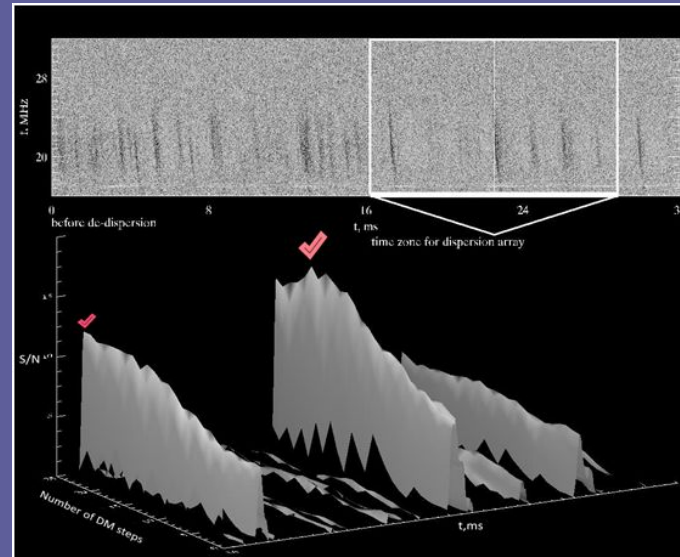 f, MHz
28
20
0
8
16
24
3
before de-dispersion
t, ms
time zone for dispersion array
S/N
Number of DM steps
t,ms